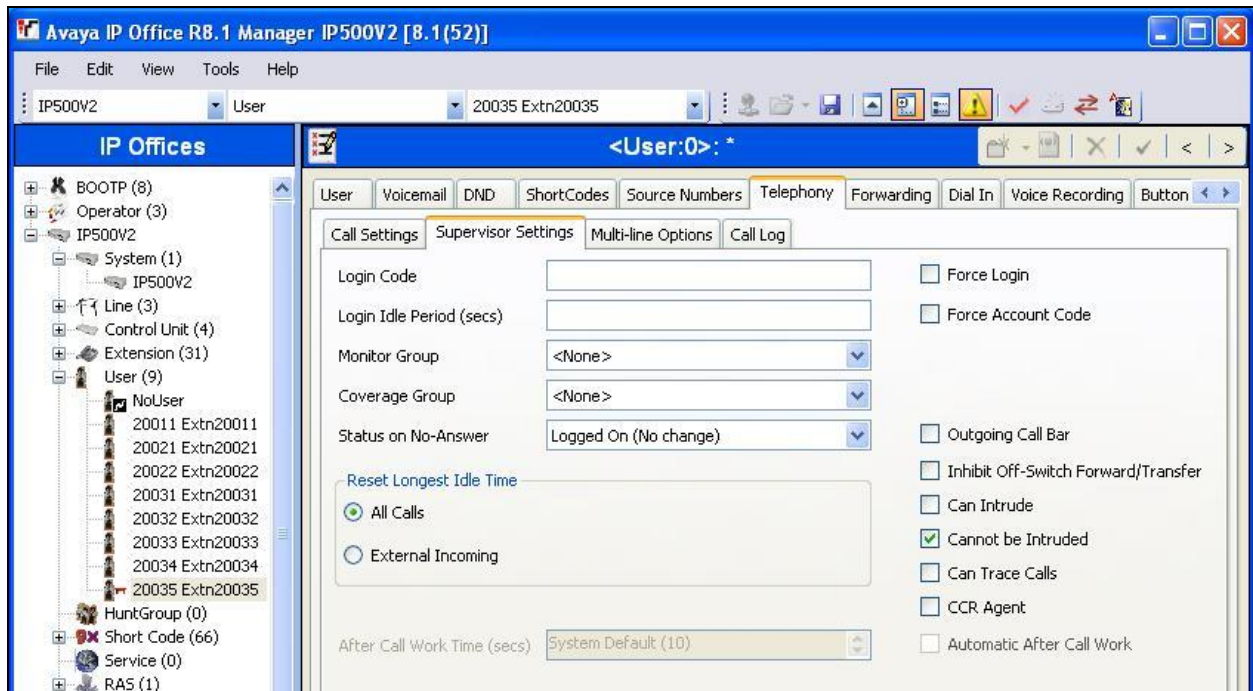 Avaya IP Office R8.1 Manager IP500V2 [8.1(52)]
File Edit View Tools Help
IP500V2 User 20035 Extn20035
IP Offices
BOOTP (8)
Operator (3)
IP500V2
System (1)
IP500V2
Line (3)
Control Unit (4)
Extension (31)
User (9)
NoUser
20011 Extn20011
20021 Extn20021
20022 Extn20022
20031 Extn20031
20032 Extn20032
20033 Extn20033
20034 Extn20034
20035 Extn20035
HuntGroup (0)
Short Code (66)
Service (0)
RAS (1)
<User:0>: *
User Voicemail DND ShortCodes Source Numbers Telephony Forwarding Dial In Voice Recording Button
Call Settings Supervisor Settings Multi-line Options Call Log
Login Code
Force Login
Login Idle Period (secs)
Force Account Code
Monitor Group <None>
Coverage Group <None>
Status on No-Answer Logged On (No change)
Outgoing Call Bar
Reset Longest Idle Time
Inhibit Off-Switch Forward/Transfer
All Calls
Can Intrude
Cannot be Intruded
External Incoming
Can Trace Calls
CCR Agent
After Call Work Time (secs) System Default (10)
Automatic After Call Work